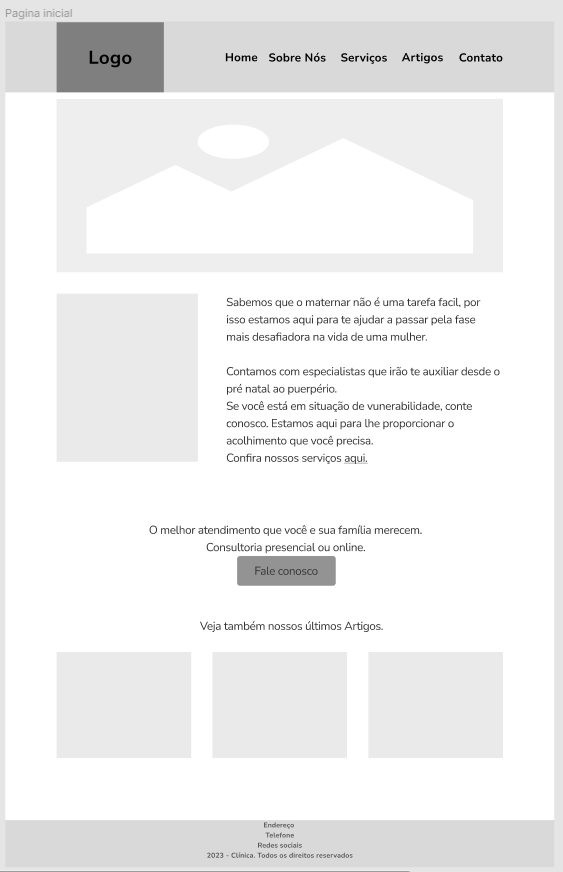 Pagina inicial
Logo
Home Sobre Nós Serviços Artigos Contato
Sabemos que o maternar não é uma tarefa facil, por
isso estamos aqui para te ajudar a passar pela fase
mais desafiadora na vida de uma mulher.
Contamos com especialistas que irão te auxiliar desde o
pré natal ao puerpério.
Se você está em situação de vunerabilidade, conte
conosco. Estamos aqui para lhe proporcionar o
acolhimento que você precisa.
Confira nossos serviços aqui.
O melhor atendimento que você e sua família merecem.
Consultoria presencial ou online.
Fale conosco
Veja também nossos últimos Artigos.
Endereço
Telefone
Redes sociais
2023 - Clínica. Todos os direitos reservados